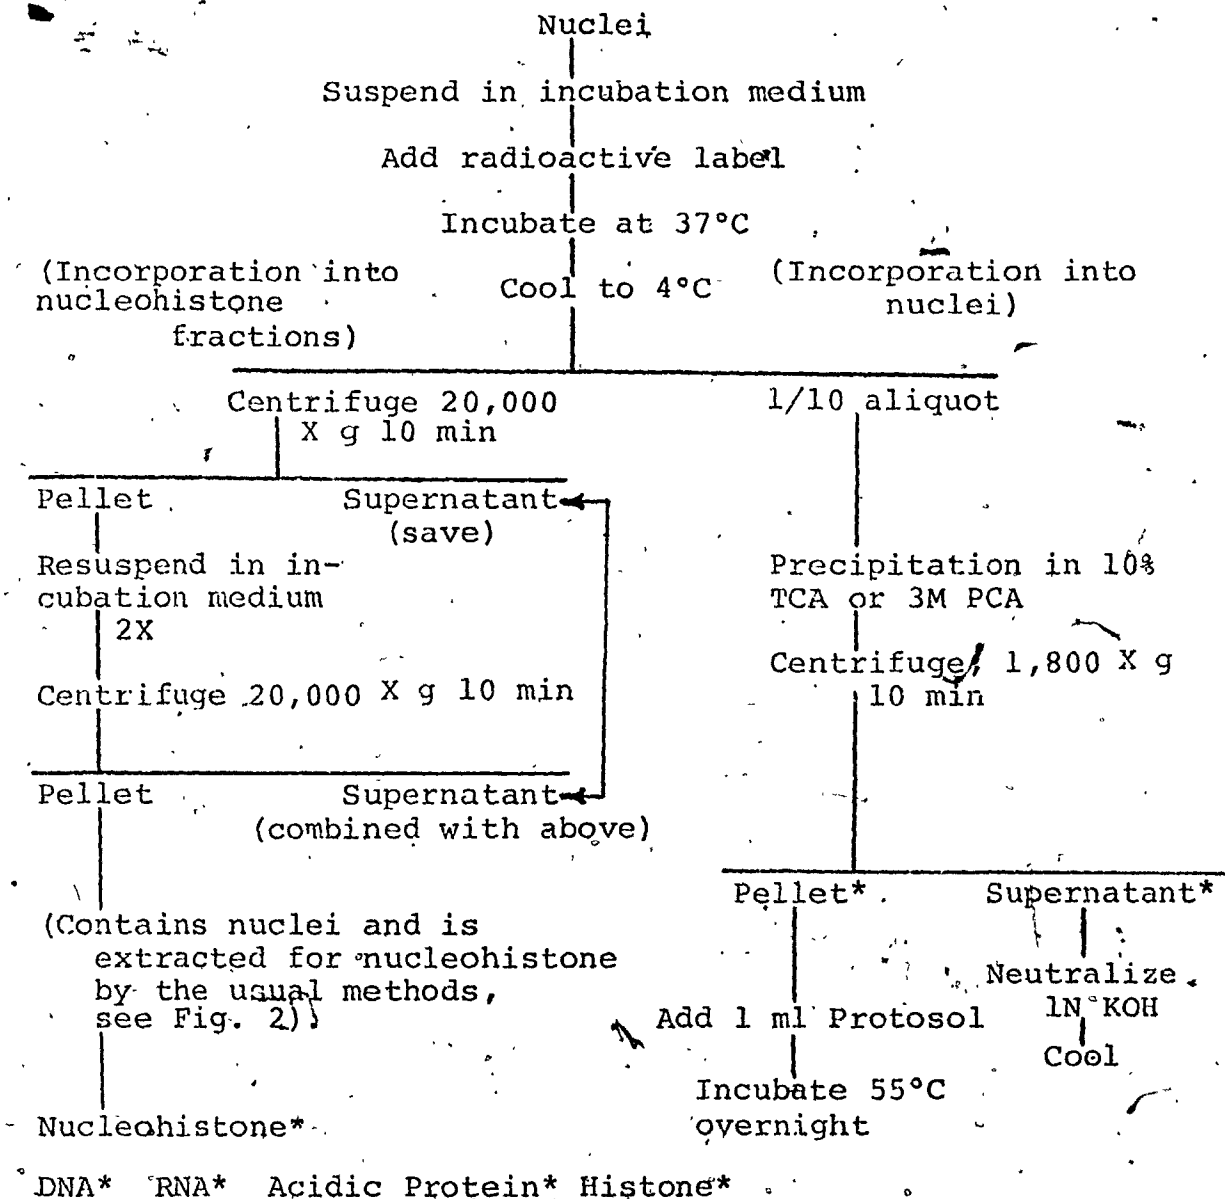 Nuclei
Suspend in incubation medium
Add radioactive label
Incubate at 37°C
Cool to 4°C
(Incorporation into
nucleohistone
fractions)
(Incorporation into
nuclei)
Centrifuge 20,000
X g 10 min
Pellet
Supernatant
(save)
Resuspend in in-
cubation medium
2X
Centrifuge 20,000 X g 10 min
Pellet
Supernatant
(combined with above)
(Contains nuclei and is
extracted for nucleohistone
by the usual methods,
see Fig. 2)
Nucleohistone*
DNA* RNA* Acidic Protein* Histone*
1/10 aliquot
Precipitation in 10%
TCA or 3M PCA
Centrifuge, 1,800 X g
10 min
Pellet*
Add 1 ml Protosol
Incubate 55°C
overnight
Supernatant*
Neutralize
1N KOH
Cool